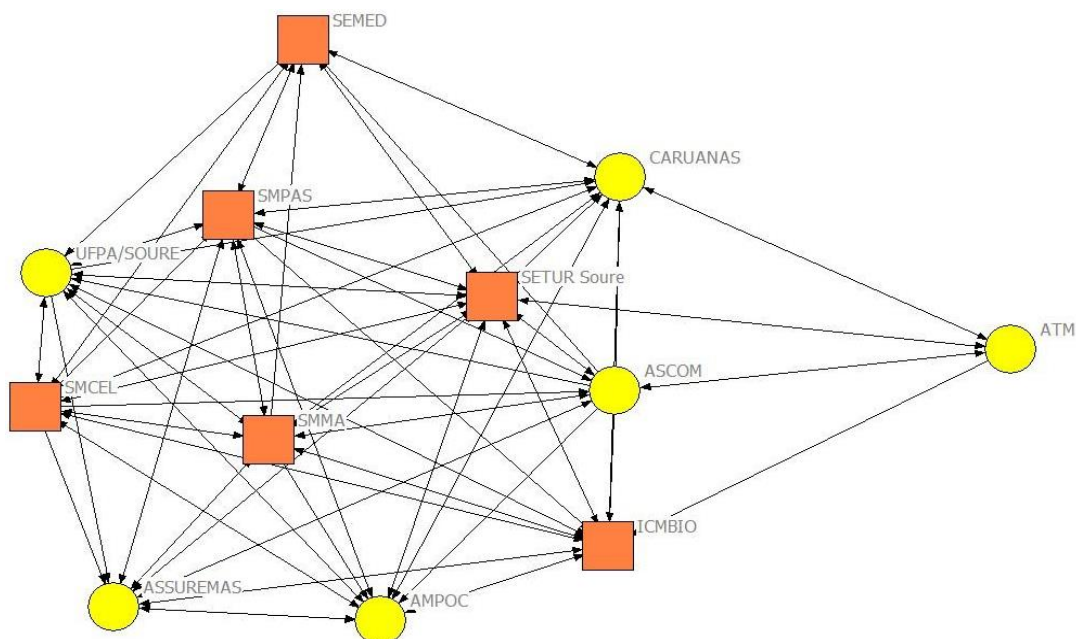 SEMED
CARUANAS
SMPAS
UFPA/SOURE
SETUR Soure
ATM
ASCOM
SMCEL
SMMA
ICMBIO
ASSUREMAS
AMPOC